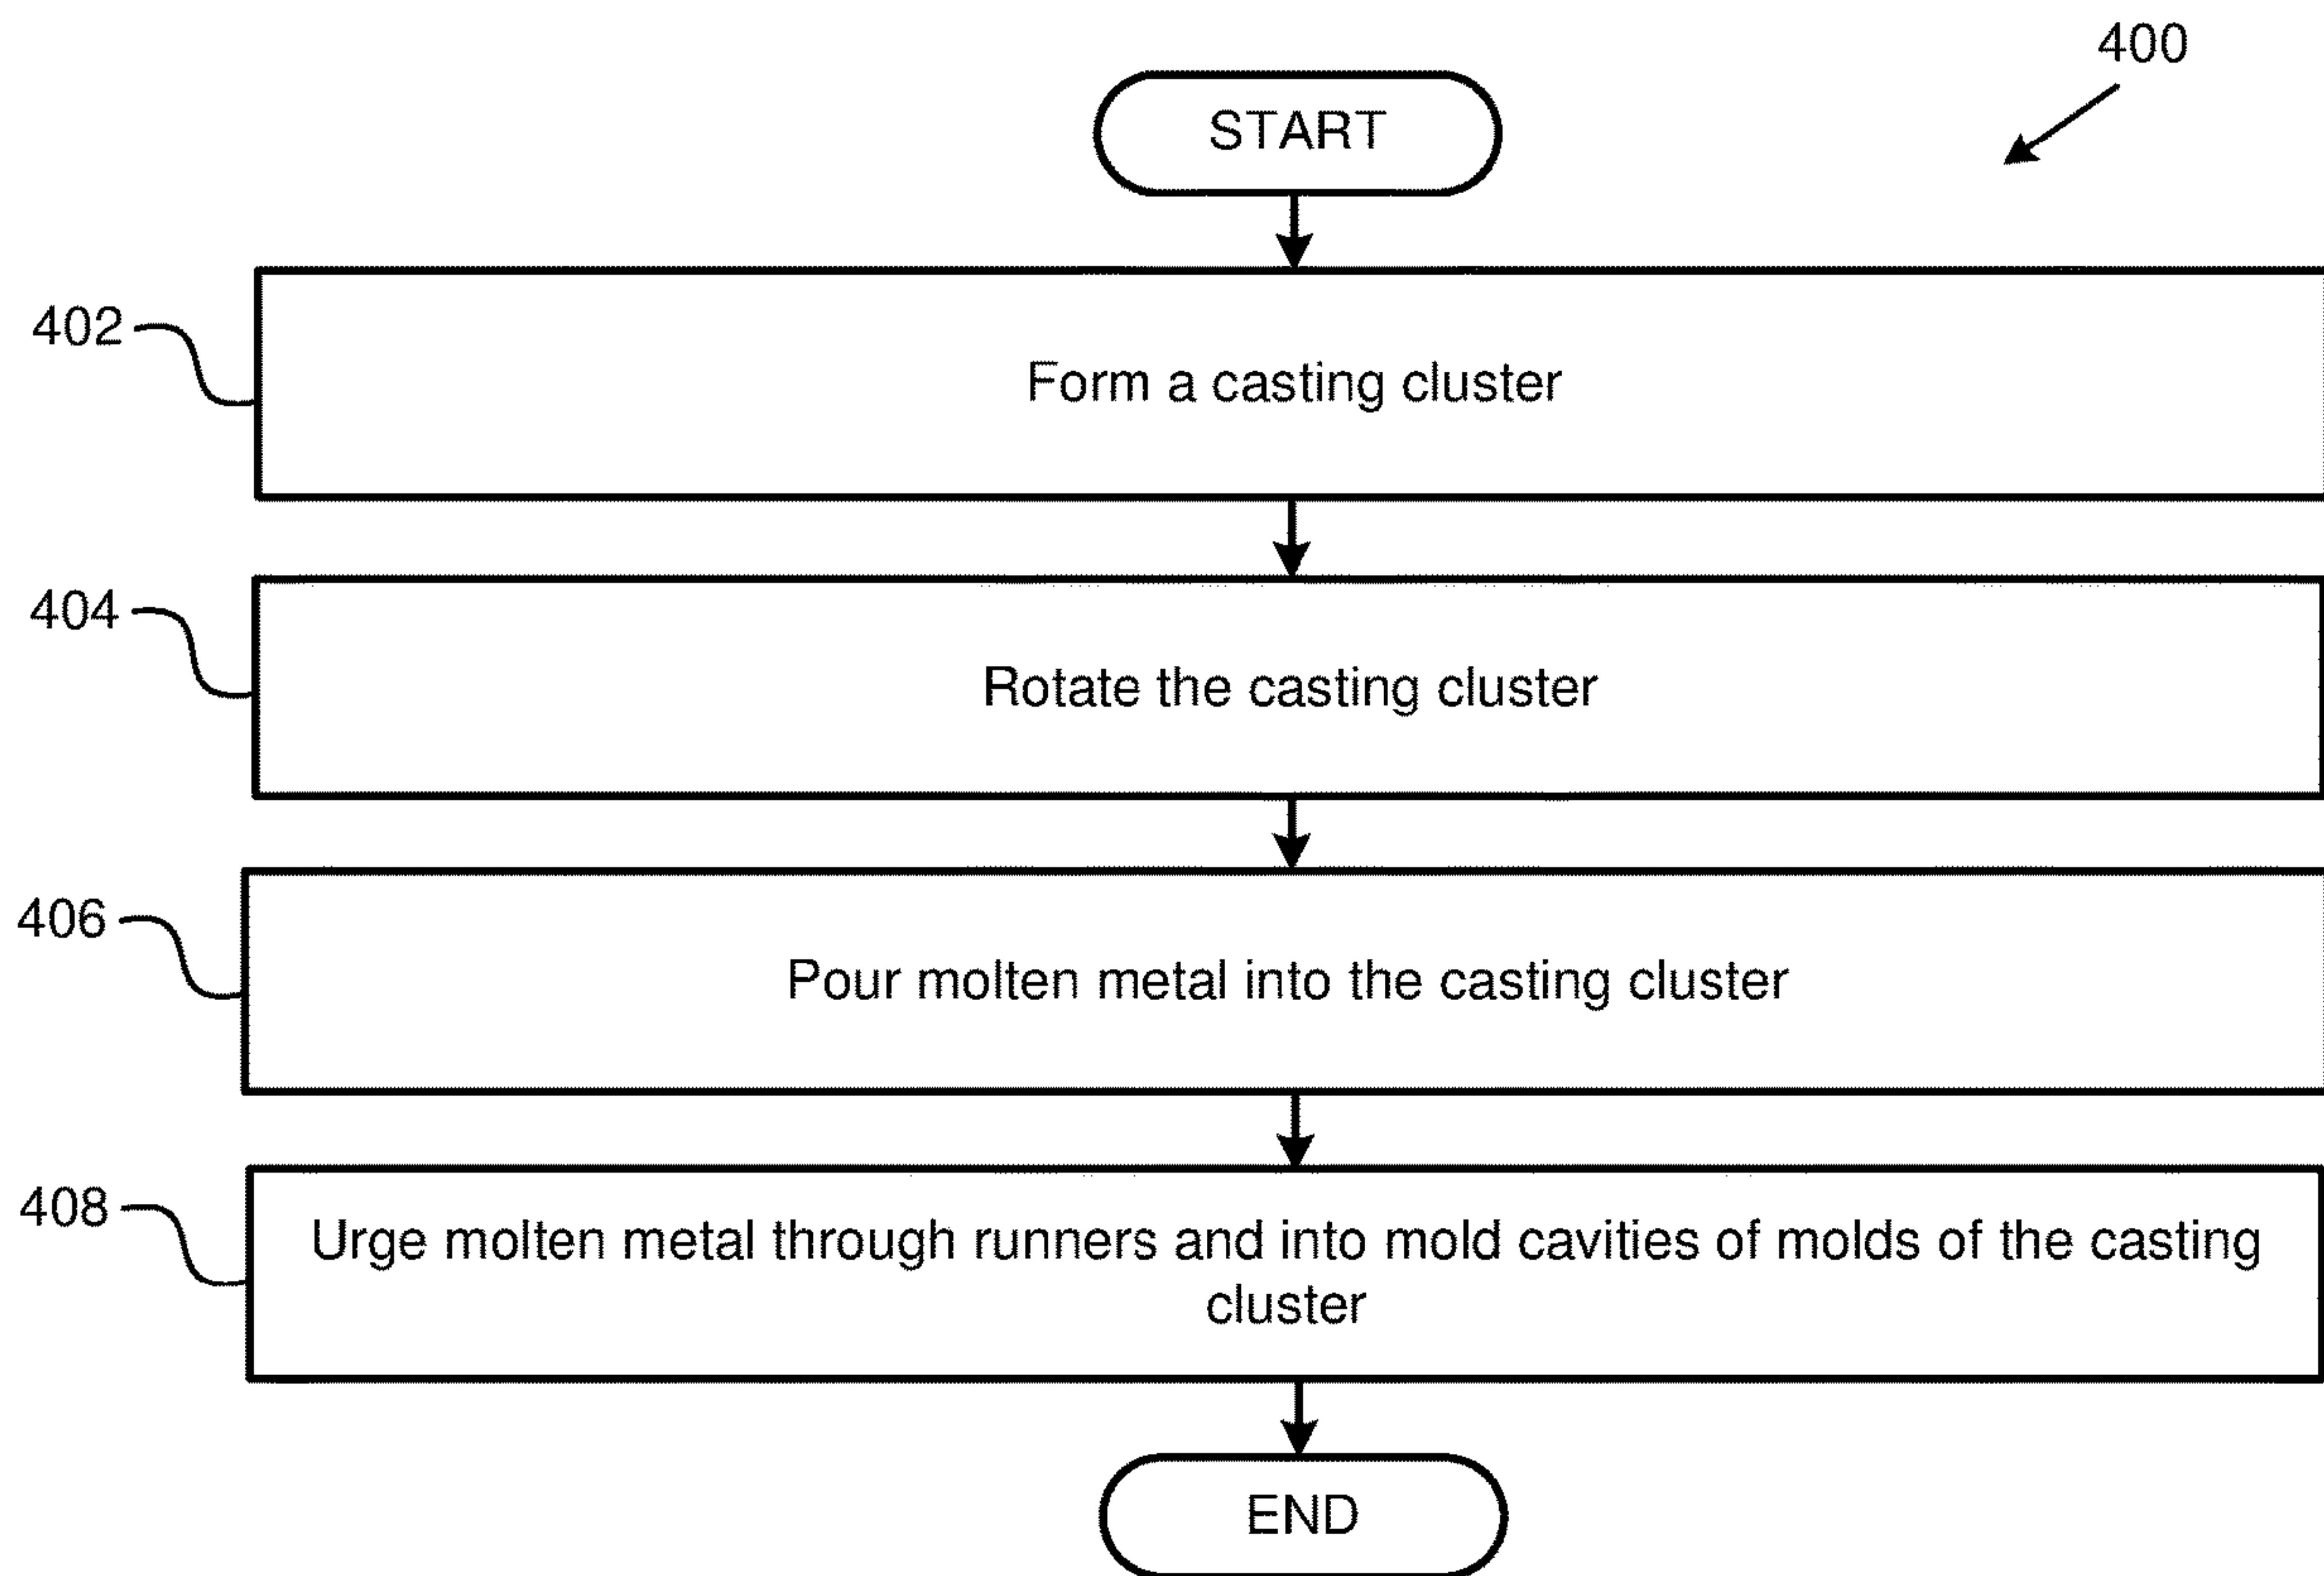 400
START
402
Form a casting cluster
404
Rotate the casting cluster
406
Pour molten metal into the casting cluster
408
Urge molten metal through runners and into mold cavities of molds of the casting
cluster
END